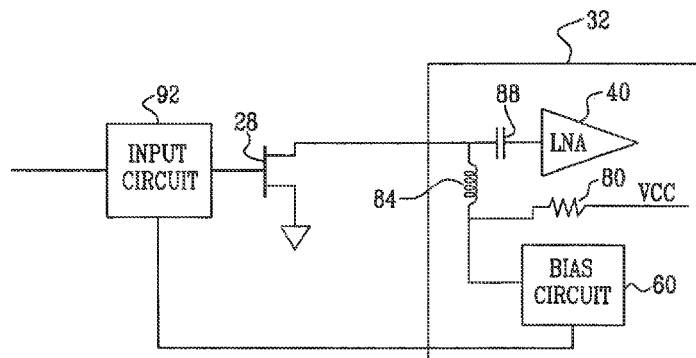 32
92
88
40
28
INPUT
CIRCUIT
LNA
84
80
VCC
BIAS
CIRCUIT
60